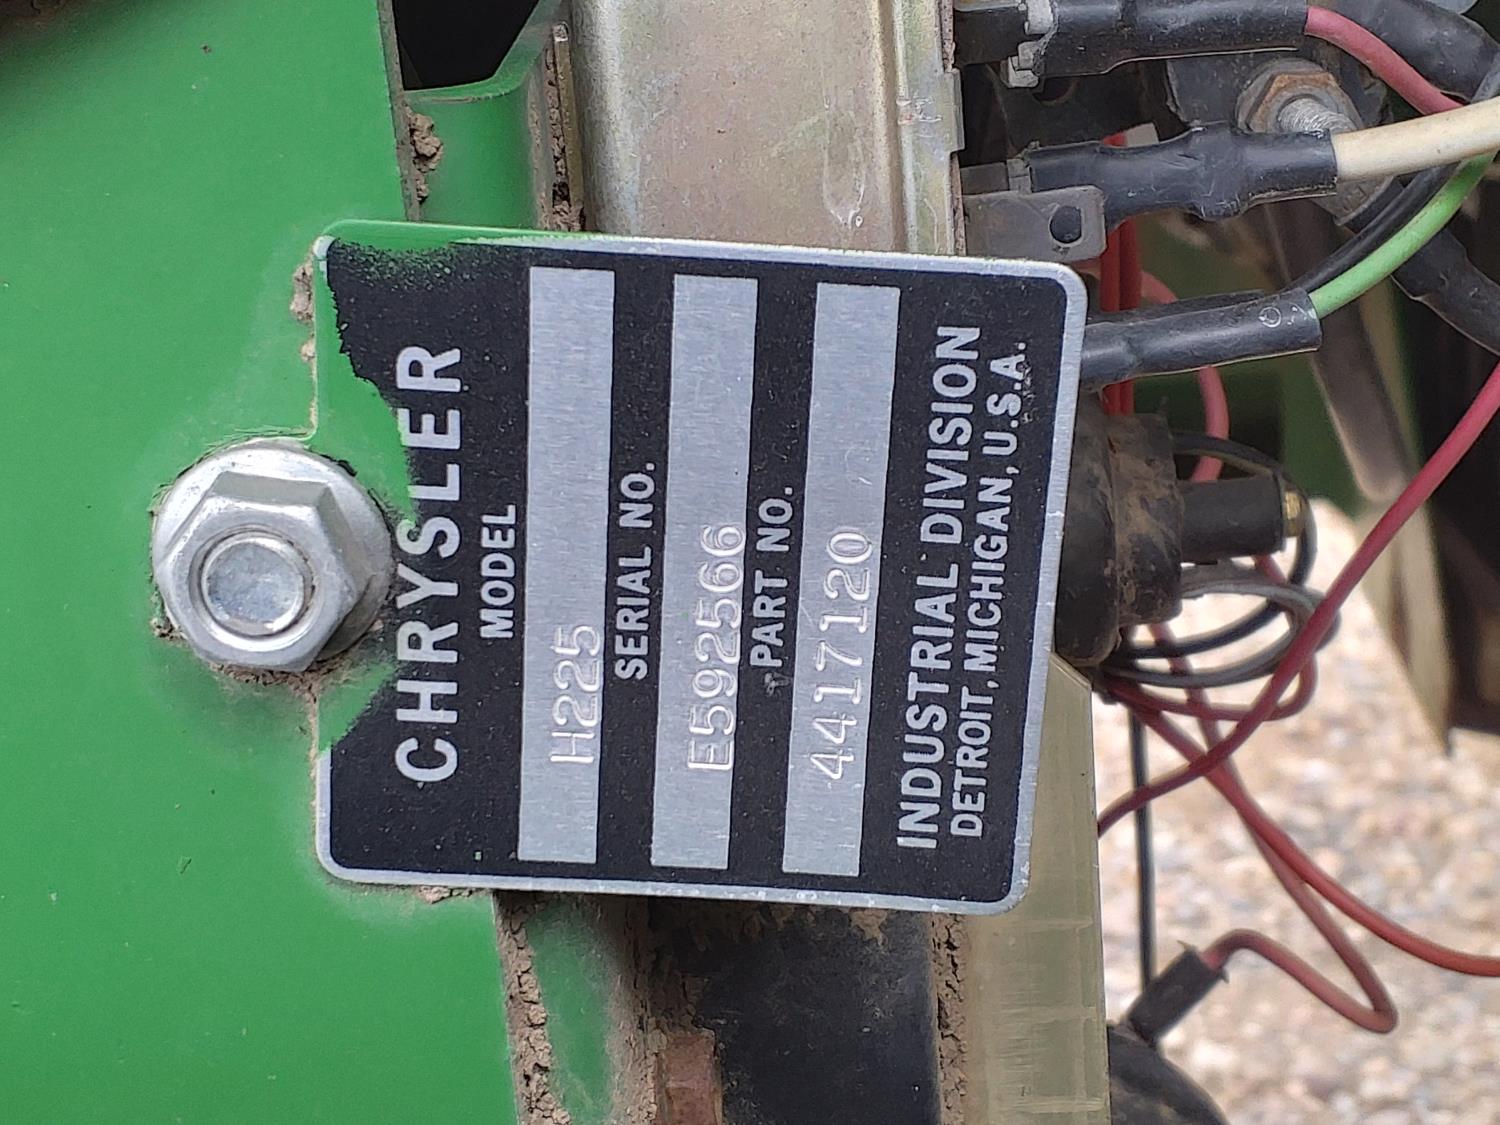 CHRYSLER
MODEL
H225
SERIAL NO.
E592566
PART NO.
4417120
INDUSTRIAL DIVISION
DETROIT, MICHIGAN, U.S.A.